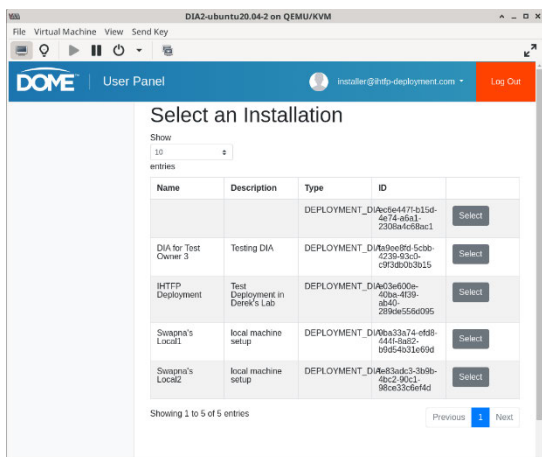 DIA2-ubuntu20.04-2 on QEMU/KVM
File Virtual Machine View Send Key
DOME User Panel installer@ihtfp-deployment.com Log Out
Select an Installation
Show
10
entries
Name Description Type ID
DEPLOYMENT_DIA ec6e447f-b15d-
4e74-a6a1- Select
2308a4c68ac1
DIA for Test Testing DIA DEPLOYMENT_DIA fa9ee8fd-5cbb-
Owner 3 4239-93c0- Select
c9f3db0b3b15
IHTFP Test DEPLOYMENT_DIA e03e600e-
Deployment Deployment in 40ba-4f39- Select
Derek's Lab ab40-
289de556d095
Swapna's local machine DEPLOYMENT_DIA 0ba33a74-efd8-
Local1 setup 444f-8a82- Select
b9d54b31e69d
Swapna's local machine DEPLOYMENT_DIA 4e83adc3-3b9b-
Local2 setup 4bc2-90c1- Select
98ce33c6ef4d
Showing 1 to 5 of 5 entries
Previous 1 Next